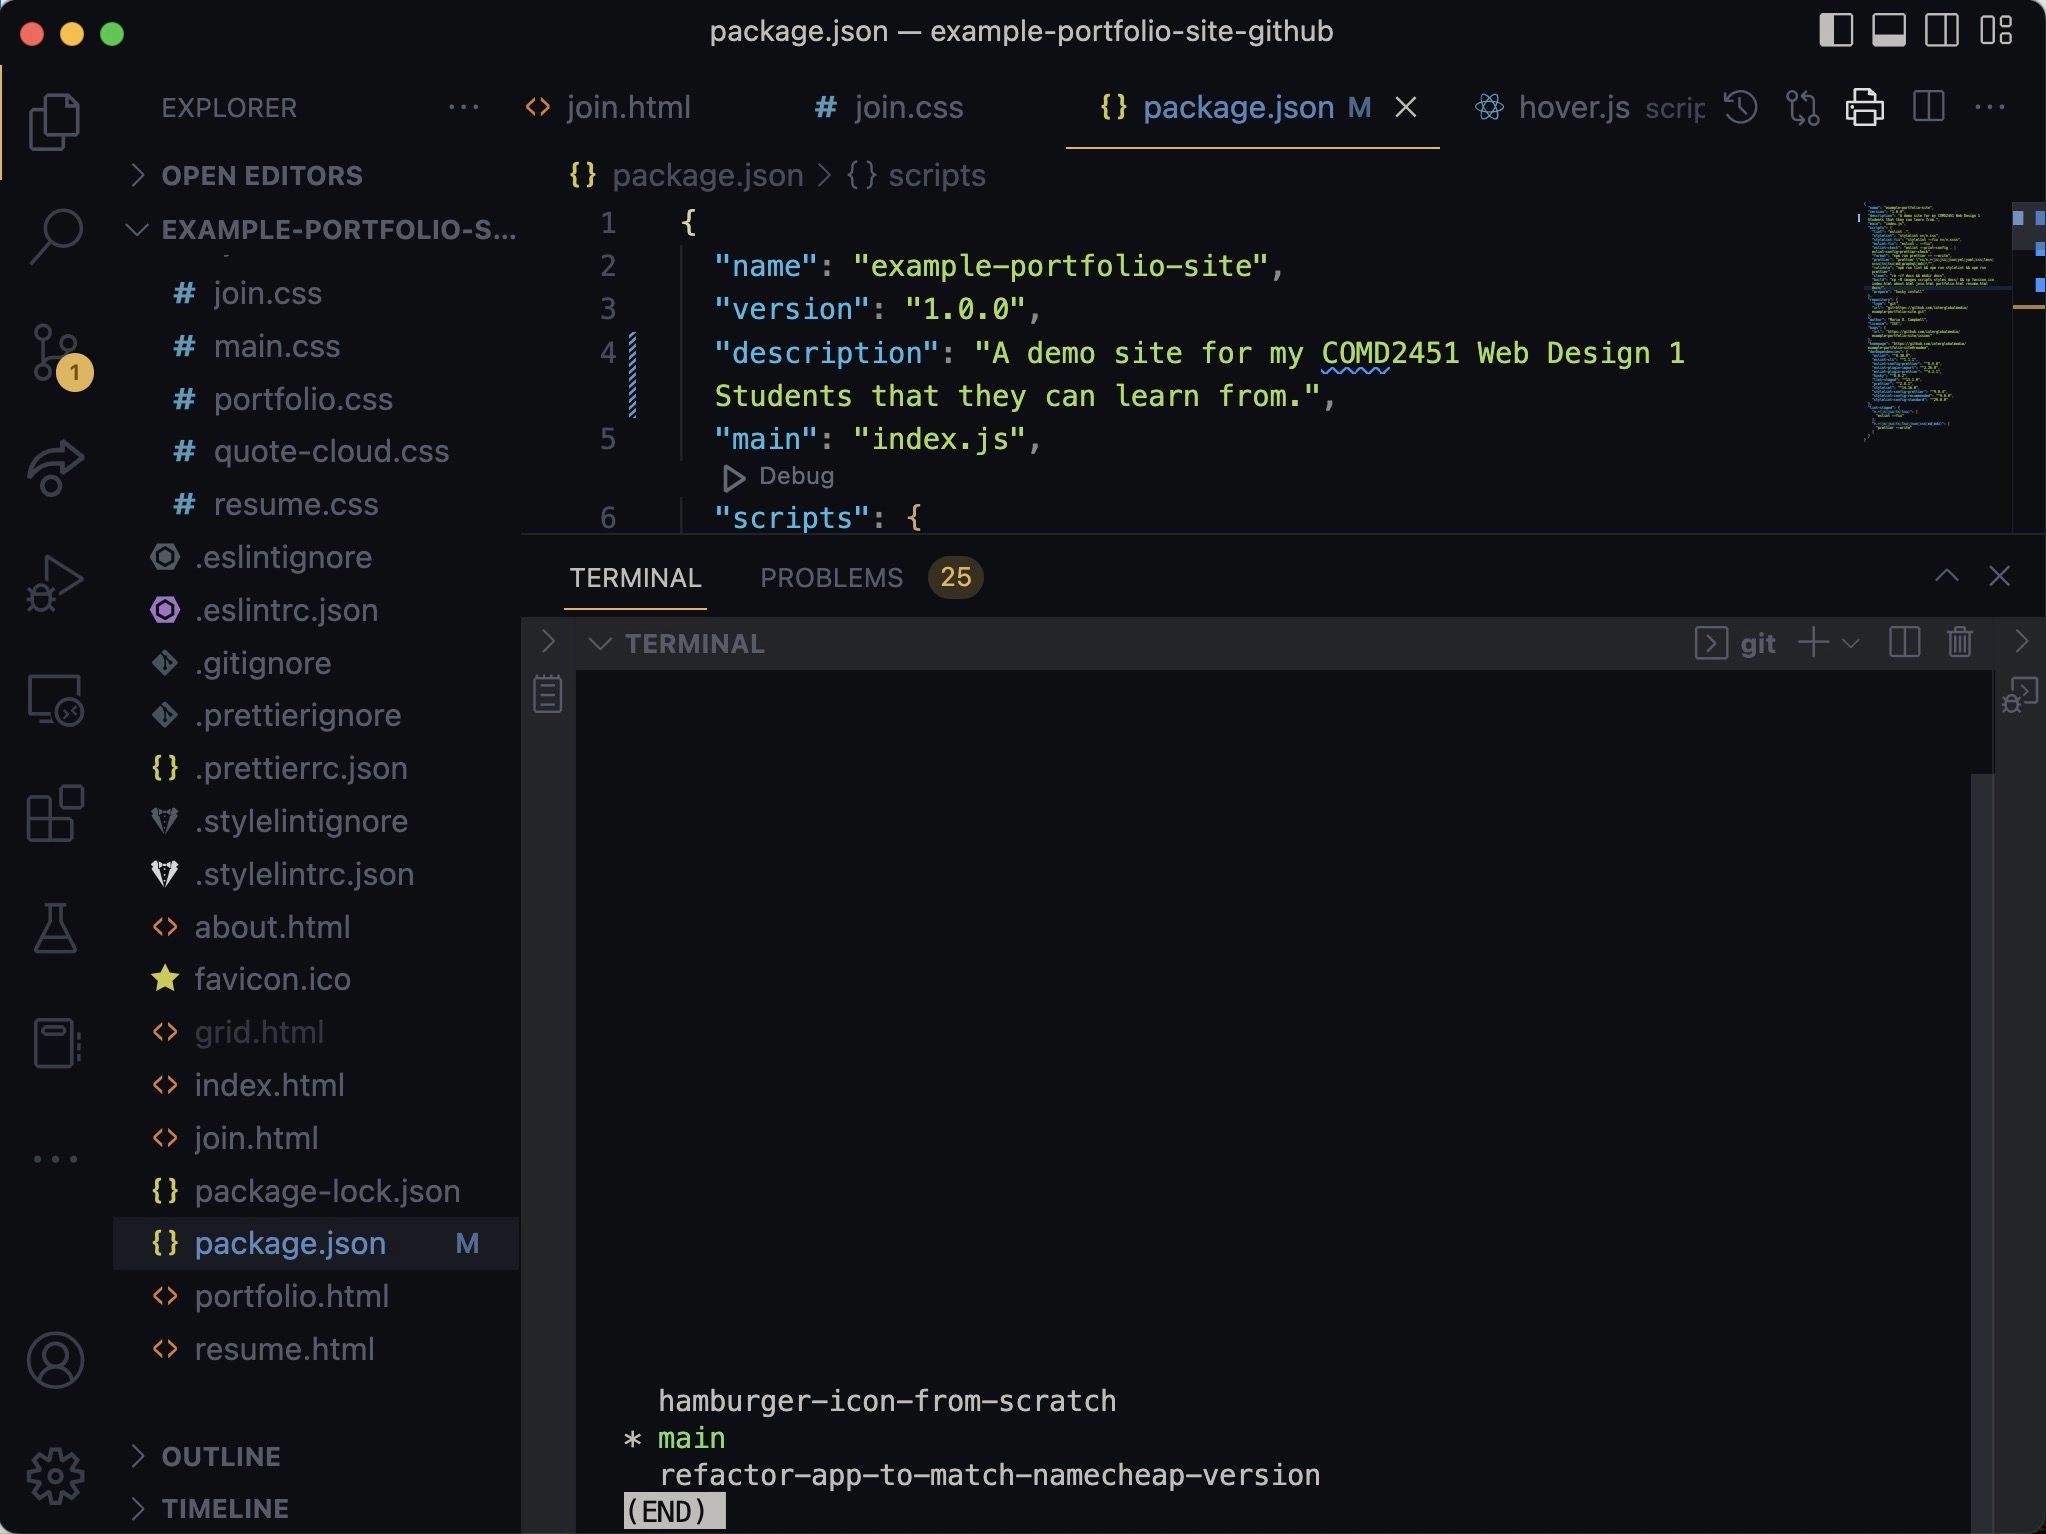 package.json — example-portfolio-site-github
EXPLORER
OPEN EDITORS
EXAMPLE-PORTFOLIO-S...
# join.css
# main.css
# portfolio.css
# quote-cloud.css
# resume.css
.eslintignore
.eslintrc.json
.gitignore
.prettierignore
{} .prettierrc.json
.stylelintignore
.stylelintrc.json
<> about.html
favicon.ico
<> grid.html
<> index.html
<> join.html
{} package-lock.json
{} package.json M
<> portfolio.html
<> resume.html
OUTLINE
TIMELINE
1
<> join.html # join.css {} package.json M hover.js scrip
{} package.json > {} scripts
1 {
2 "name": "example-portfolio-site",
3 "version": "1.0.0",
4 "description": "A demo site for my COMD2451 Web Design 1
Students that they can learn from.",
5 "main": "index.js",
Debug
6 "scripts": {
TERMINAL PROBLEMS 25
TERMINAL git
hamburger-icon-from-scratch
* main
refactor-app-to-match-namecheap-version
(END)